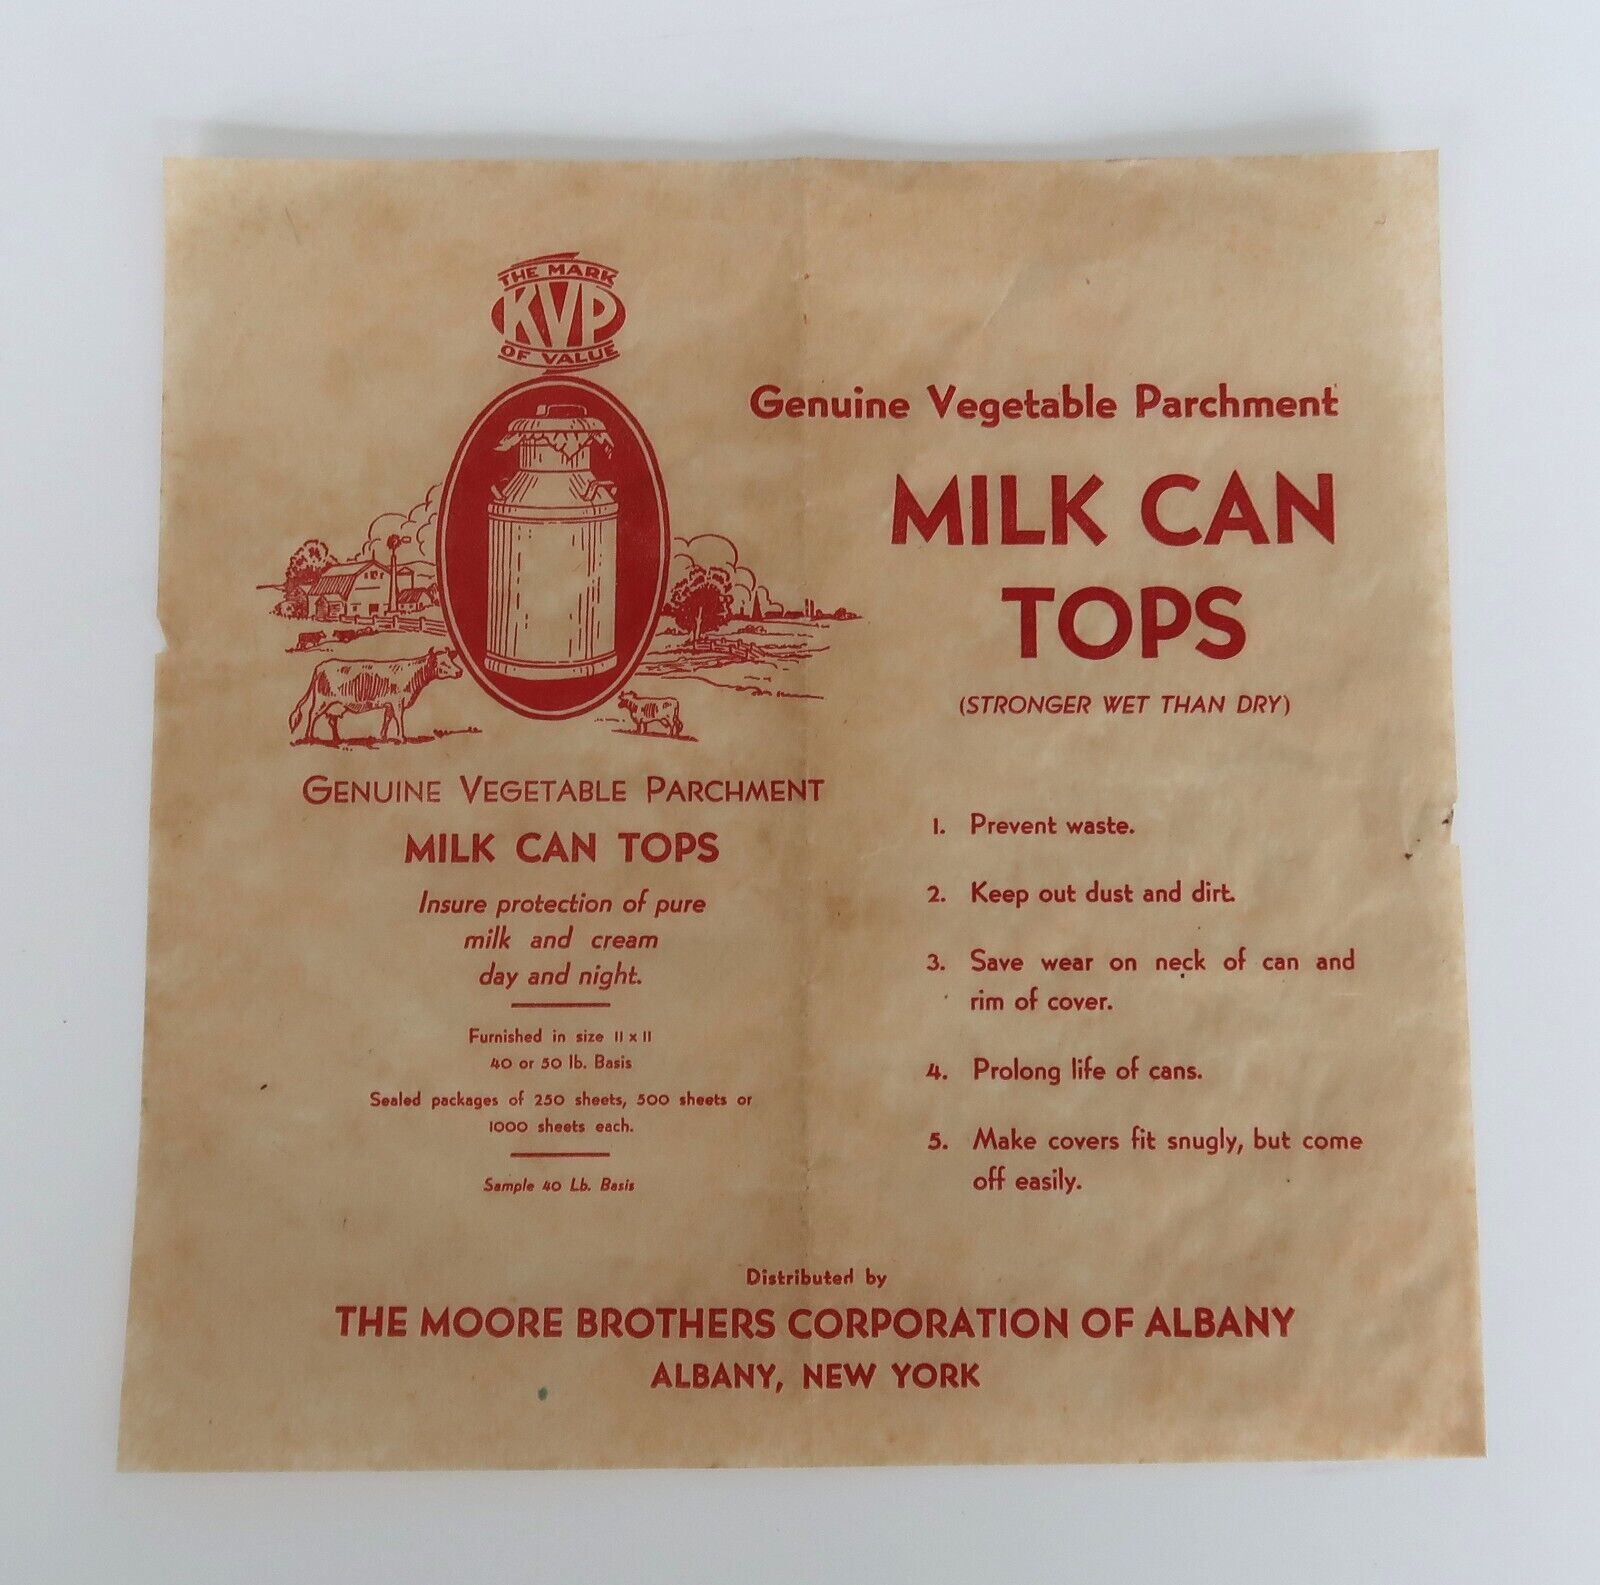 THE MARK
KVP
OF VALUE
Genuine Vegetable Parchment
MILK CAN
TOPS
(STRONGER WET THAN DRY)
GENUINE VEGETABLE PARCHMENT
MILK CAN TOPS
Insure protection of pure
milk and cream
day and night.
Furnished in size 11 x 11
40 or 50 lb. Basis
Sealed packages of 250 sheets, 500 sheets or
1000 sheets each.
Sample 40 Lb. Basis
1. Prevent waste.
2. Keep out dust and dirt.
3. Save wear on neck of can and
rim of cover.
4. Prolong life of cans.
5. Make covers fit snugly, but come
off easily.
Distributed by
THE MOORE BROTHERS CORPORATION OF ALBANY
ALBANY, NEW YORK